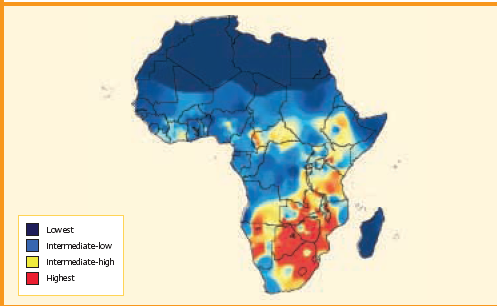 Lowest
Intermediate-low
Intermediate-high
Highest